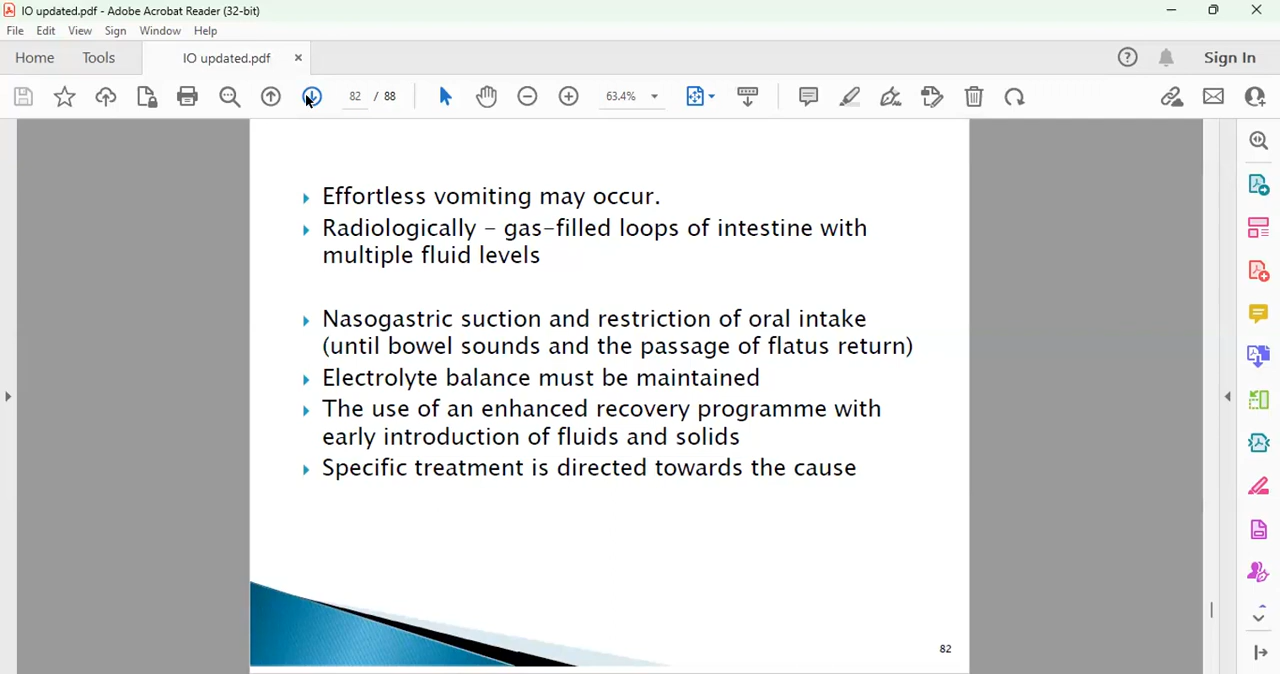 IO updated.pdf - Adobe Acrobat Reader (32-bit)
File Edit View Sign Window Help
Home Tools IO updated.pdf × Sign In
82 / 88 63.4%
Effortless vomiting may occur.
Radiologically – gas-filled loops of intestine with
multiple fluid levels
Nasogastric suction and restriction of oral intake
(until bowel sounds and the passage of flatus return)
Electrolyte balance must be maintained
The use of an enhanced recovery programme with
early introduction of fluids and solids
Specific treatment is directed towards the cause
82